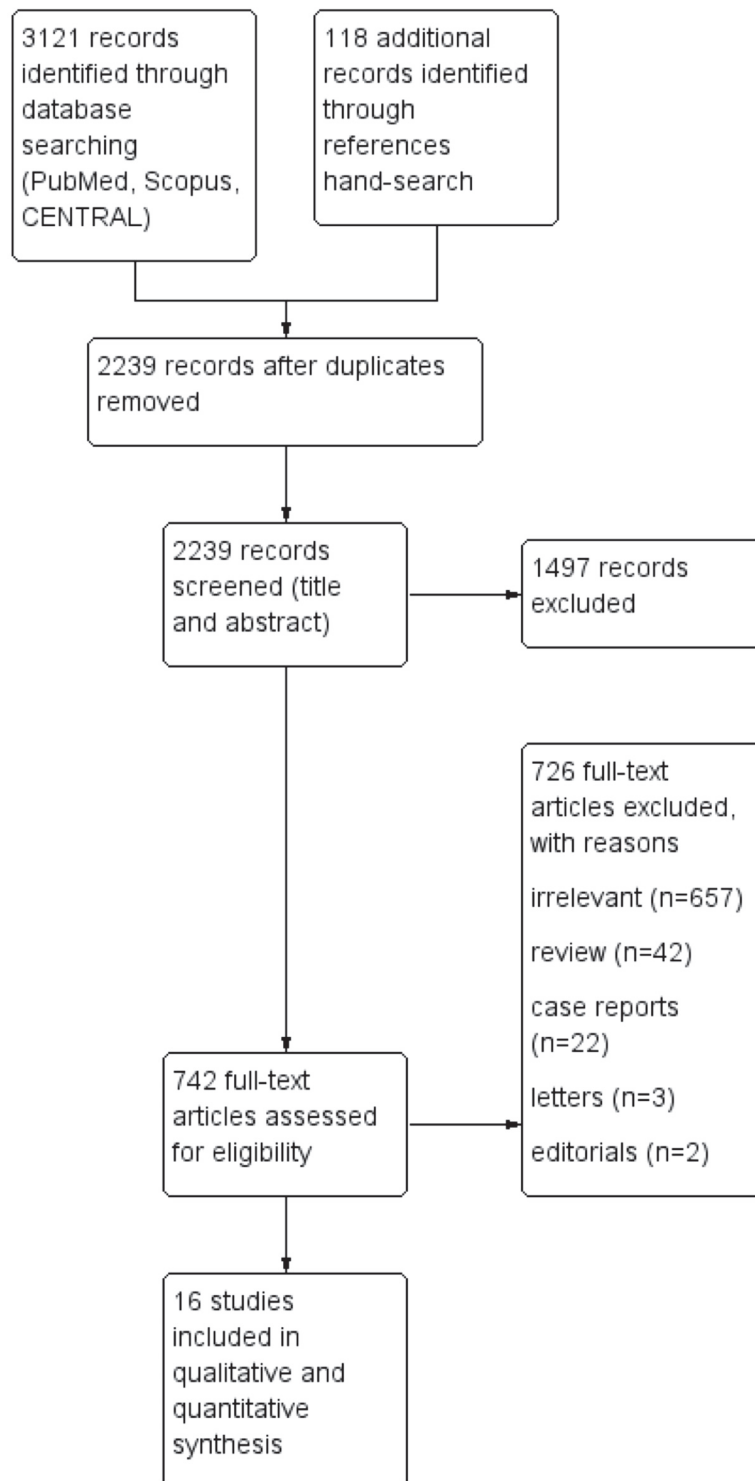 3121 records
identified through
database
searching
(PubMed, Scopus,
CENTRAL)
118 additional
records identified
through
references
hand-search
2239 records after duplicates
removed
2239 records
screened (title
and abstract)
1497 records
excluded
726 full-text
articles excluded,
with reasons
irrelevant (n=657)
review (n=42)
case reports
(n=22)
letters (n=3)
editorials (n=2)
742 full-text
articles assessed
for eligibility
16 studies
included in
qualitative and
quantitative
synthesis